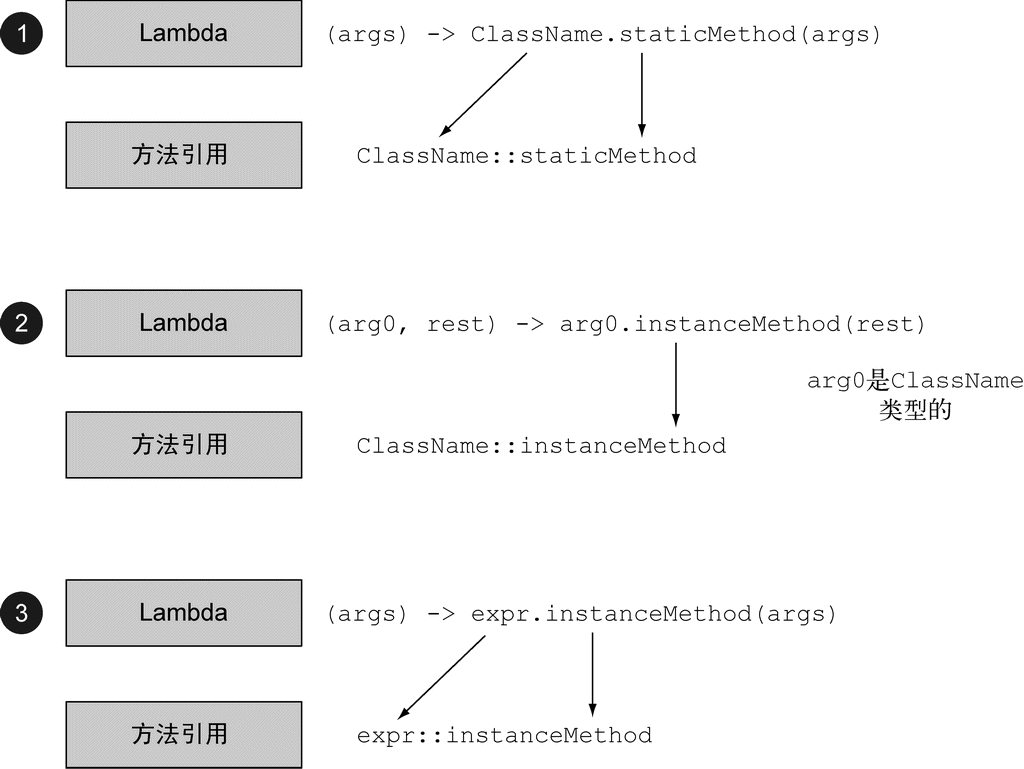 1 Lambda (args) -> ClassName.staticMethod(args)
方法引用 ClassName::staticMethod
2 Lambda (arg0, rest) -> arg0.instanceMethod(rest)
arg0是ClassName
类型的
方法引用 ClassName::instanceMethod
3 Lambda (args) -> expr.instanceMethod(args)
方法引用 expr::instanceMethod